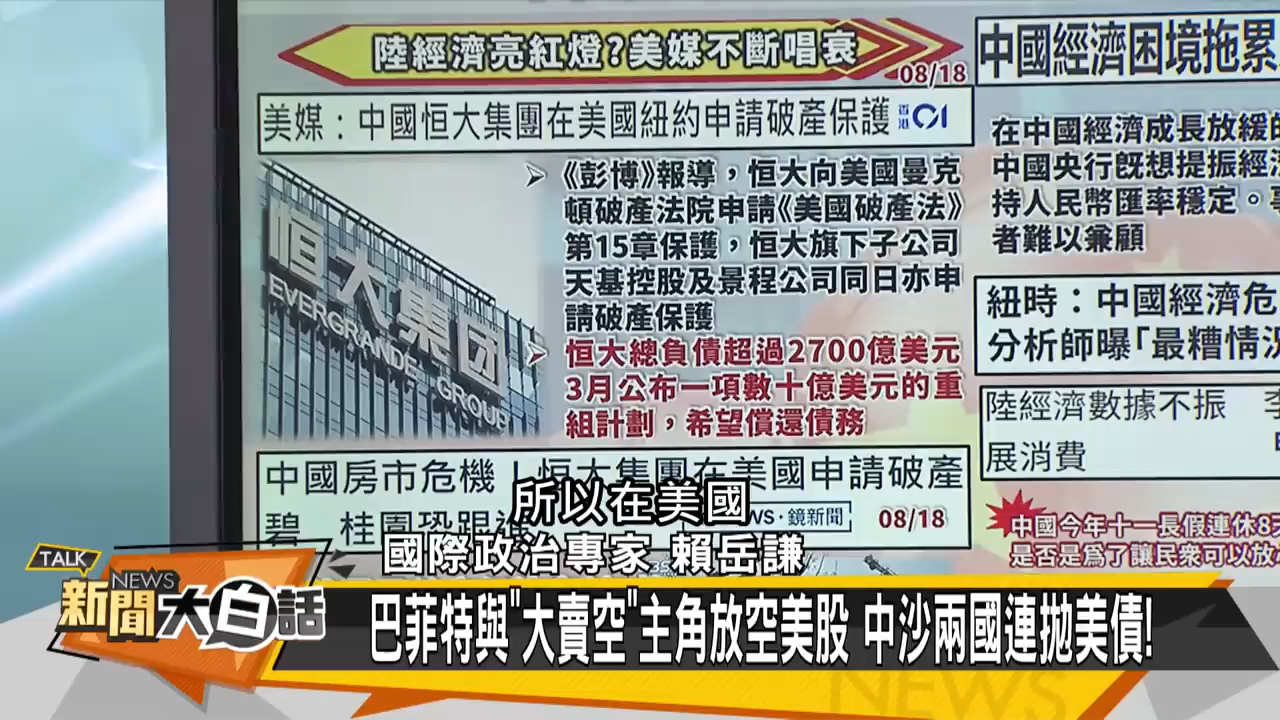 陸經濟亮紅燈?美媒不斷唱衰
08/18
美媒：中國恒大集團在美國紐約申請破產保護
香港01
《彭博》報導，恒大向美國曼克
頓破產法院申請《美國破產法》
第15章保護，恒大旗下子公司
天基控股及景程公司同日亦申
請破產保護
恒大總負債超過2700億美元
3月公布一項數十億美元的重
組計劃，希望償還債務
恒大集团
EVERGRANDE GROUP
中國房市危機！恒大集團在美國申請破產
碧 桂園恐跟進
WS·鏡新聞
08/18
中國經濟困境拖累
在中國經濟成長放緩的
中國央行既想提振經濟
持人民幣匯率穩定。
者難以兼顧
紐時：中國經濟危
分析師曝「最糟情況
陸經濟數據不振
展消費
中國今年十一長假連休8天
是否是為了讓民衆可以放
所以在美國
國際政治專家 賴岳謙
TALK
NEWS
新聞大白話
巴菲特與"大賣空"主角放空美股 中沙兩國連拋美債!
NEWS